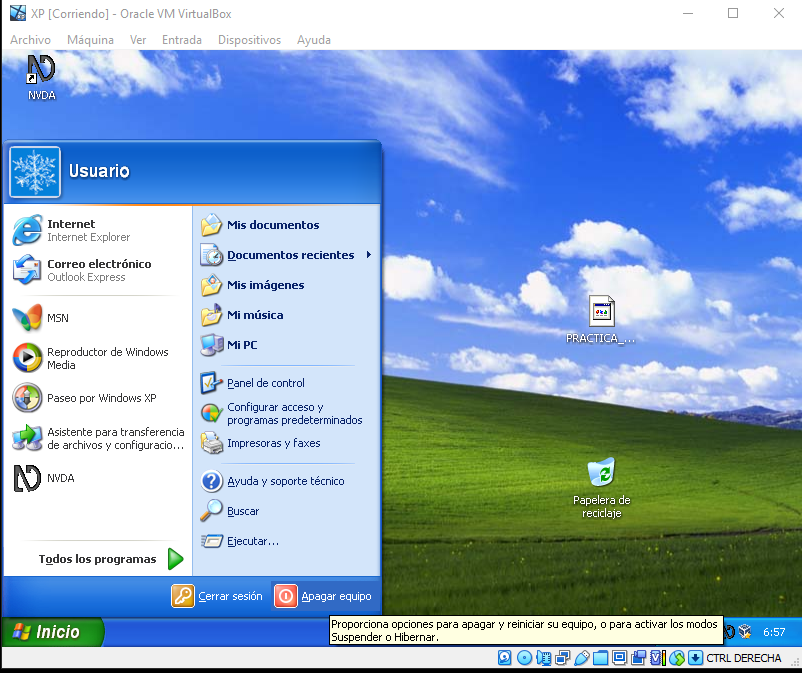 XP [Corriendo] - Oracle VM VirtualBox
Archivo Máquina Ver Entrada Dispositivos Ayuda
NVDA
Usuario
Internet
Internet Explorer
Correo electrónico
Outlook Express
MSN
Reproductor de Windows
Media
Paseo por Windows XP
Asistente para transferencia
de archivos y configuracio...
NVDA
Todos los programas
Mis documentos
Documentos recientes
Mis imágenes
Mi música
Mi PC
Panel de control
Configurar acceso y
programas predeterminados
Impresoras y faxes
Ayuda y soporte técnico
Buscar
Ejecutar...
Cerrar sesión
Apagar equipo
PRACTICA_...
Papelera de
reciclaje
Inicio
Proporciona opciones para apagar y reiniciar su equipo, o para activar los modos
Suspender o Hibernar.
6:57
CTRL DERECHA